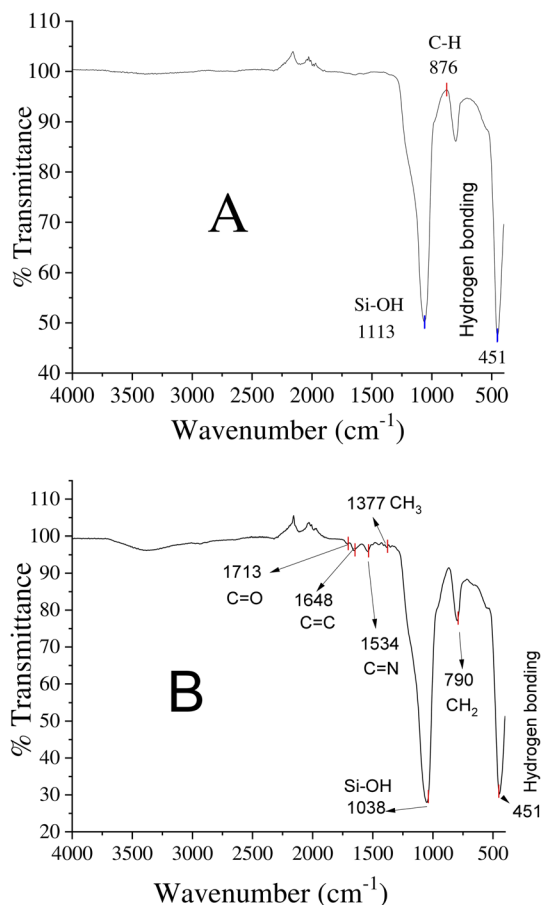 110
100
90
80
70
60
50
40
% Transmittance
C-H
876
A
Hydrogen bonding
Si-OH
1113
451
4000 3500 3000 2500 2000 1500 1000 500
Wavenumber (cm⁻¹)
110
100
90
80
70
60
50
40
30
20
% Transmittance
1377 CH₃
1713
C=O
1648
C=C
1534
C=N
B
790
CH₂
Hydrogen bonding
Si-OH
1038
451
4000 3500 3000 2500 2000 1500 1000 500
Wavenumber (cm⁻¹)